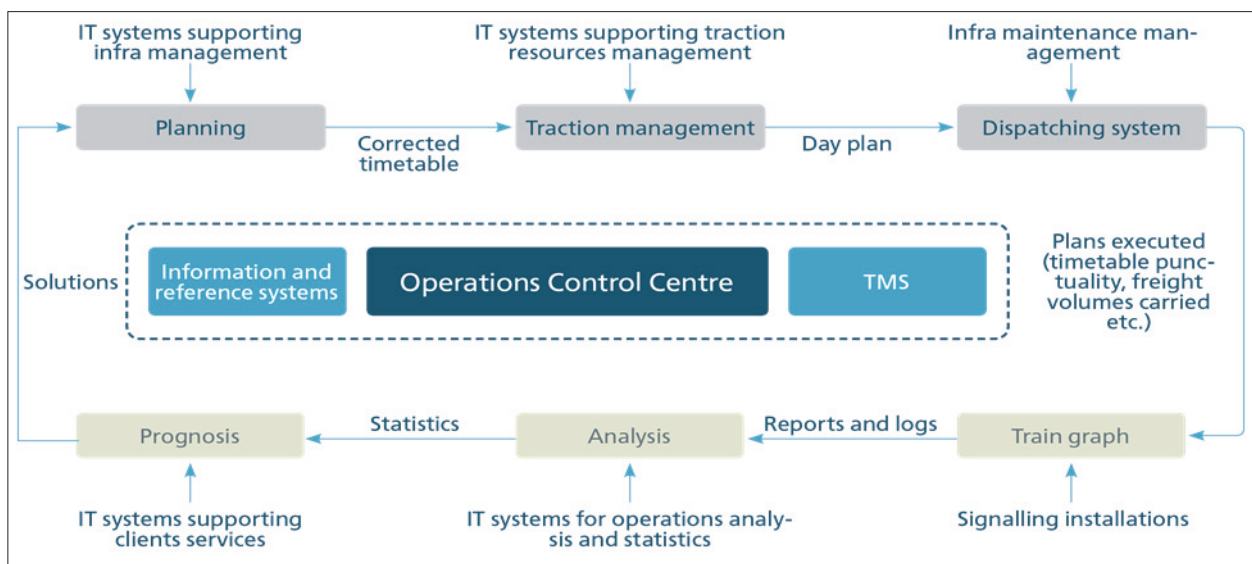 IT systems supporting
infra management
IT systems supporting traction
resources management
Infra maintenance man-
agement
Planning
Corrected
timetable
Traction management
Day plan
Dispatching system
Solutions
Information and
reference systems
Operations Control Centre
TMS
Plans executed
(timetable punc-
tuality, freight
volumes carried
etc.)
Prognosis
Statistics
Analysis
Reports and logs
Train graph
IT systems supporting
clients services
IT systems for operations analy-
sis and statistics
Signalling installations